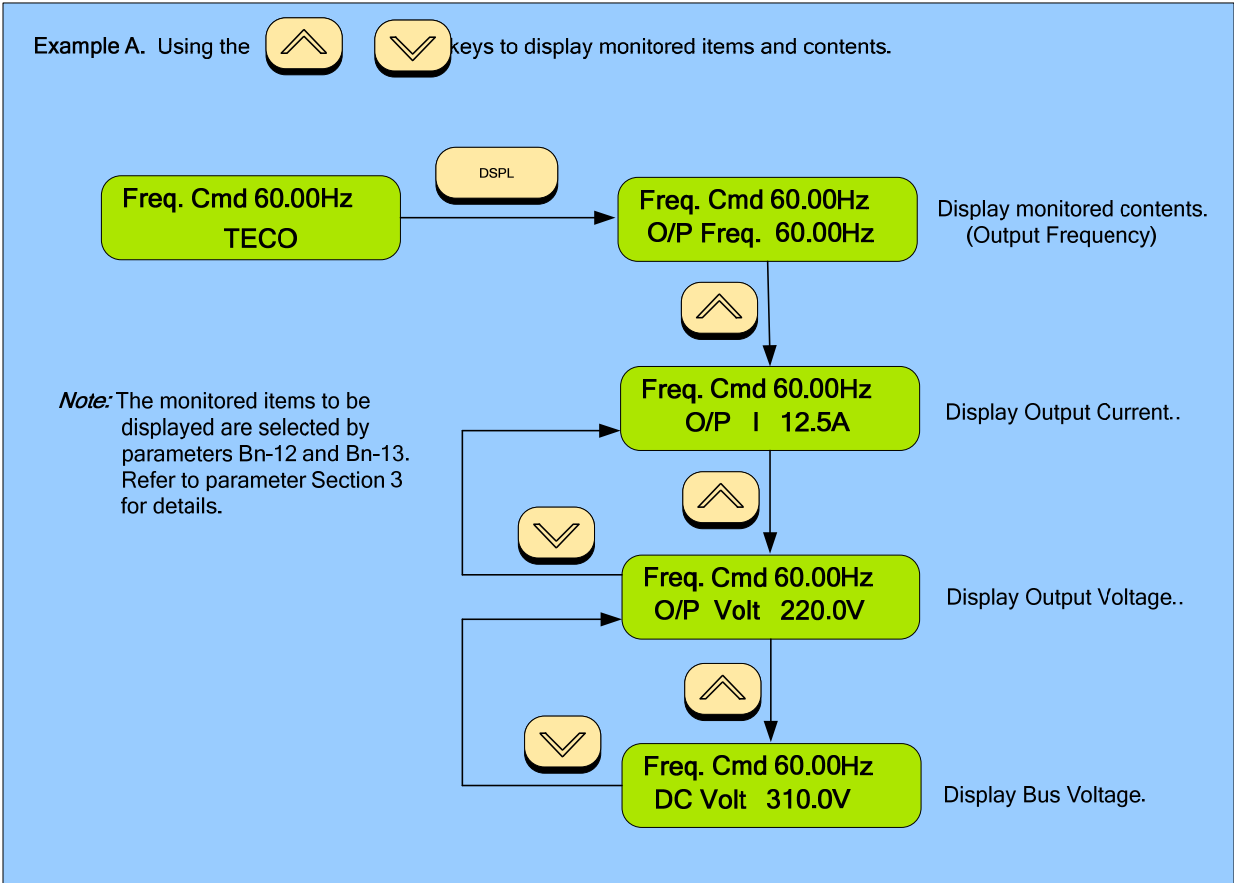 Example A. Using the keys to display monitored items and contents.
DSPL
Freq. Cmd 60.00Hz
TECO
Freq. Cmd 60.00Hz
O/P Freq. 60.00Hz
Display monitored contents.
(Output Frequency)
Note: The monitored items to be
displayed are selected by
parameters Bn-12 and Bn-13.
Refer to parameter Section 3
for details.
Freq. Cmd 60.00Hz
O/P I 12.5A
Display Output Current..
Freq. Cmd 60.00Hz
O/P Volt 220.0V
Display Output Voltage..
Freq. Cmd 60.00Hz
DC Volt 310.0V
Display Bus Voltage.